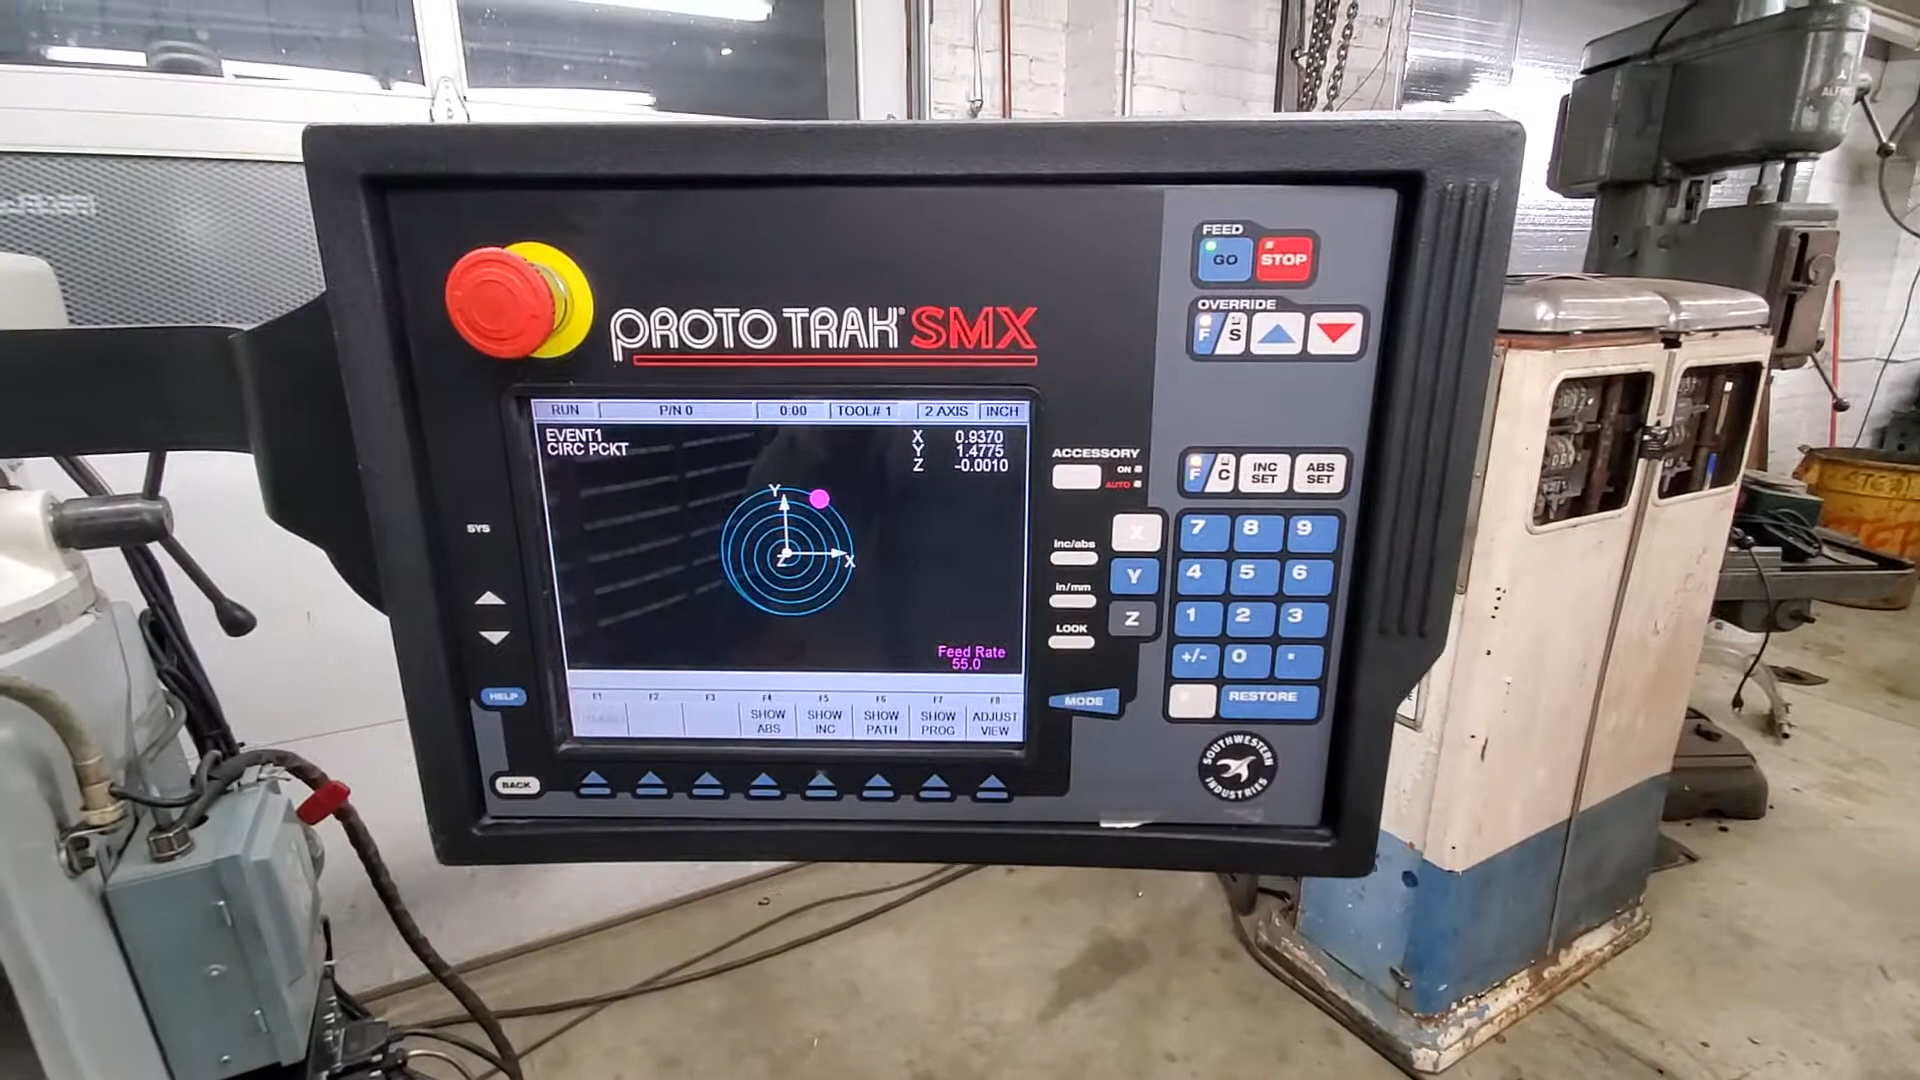 FEED
GO STOP
OVERRIDE
F/S
PROTOTRAK® SMX
RUN P/N 0 0:00 TOOL# 1 2 AXIS INCH
EVENT1 X 0.9370
CIRC PCKT Y 1.4775
Z -0.0010
Y
Z X
Feed Rate
55.0
F1 F2 F3 F4 F5 F6 F7 F8
SHOW ABS SHOW INC SHOW PATH SHOW PROG ADJUST VIEW
SYS
HELP
BACK
ACCESSORY
ON
AUTO
inc/abs
in/mm
LOOK
MODE
F/C INC SET ABS SET
X 7 8 9
Y 4 5 6
Z 1 2 3
+/- 0 .
RESTORE
SOUTHWESTERN
INDUSTRIES